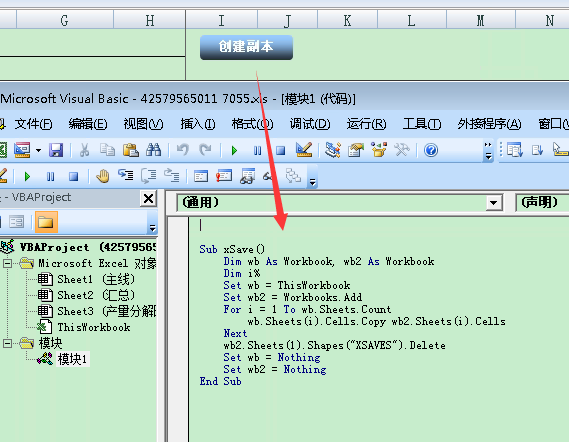 G H I J K L M N
创建副本
Microsoft Visual Basic - 42579565011 7055.xls - [模块1 (代码)]
文件(F) 编辑(E) 视图(V) 插入(I) 格式(O) 调试(D) 运行(R) 工具(T) 外接程序(A) 窗口(W
- VBAProject
(通用) (声明)
VBAProject (42579565
Microsoft Excel 对象
Sheet1 (主线)
Sheet2 (汇总)
Sheet3 (产量分解
ThisWorkbook
模块
模块1
Sub xSave()
Dim wb As Workbook, wb2 As Workbook
Dim i%
Set wb = ThisWorkbook
Set wb2 = Workbooks.Add
For i = 1 To wb.Sheets.Count
wb.Sheets(i).Cells.Copy wb2.Sheets(i).Cells
Next
wb2.Sheets(1).Shapes("XSAVES").Delete
Set wb = Nothing
Set wb2 = Nothing
End Sub